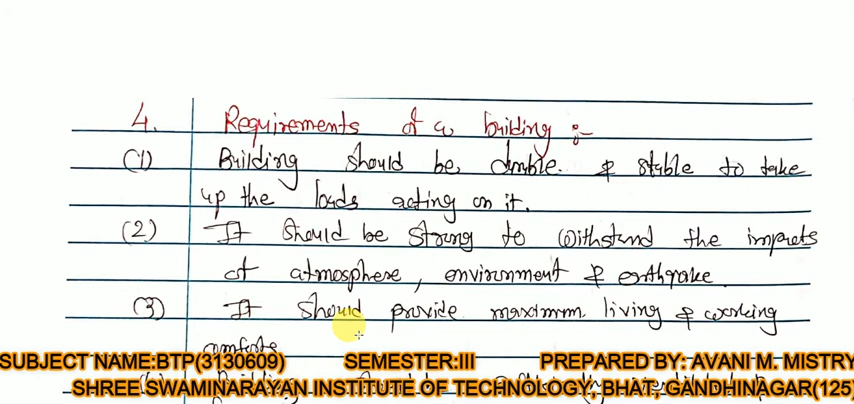 4. Requirements of a building :-
(1) Building should be durable. & stable to take
up the loads acting on it.
(2) It should be strong to withstand the impacts
of atmosphere, environment & earthqake.
(3) It should provide maximum living & working
comforts
SUBJECT NAME:BTP(3130609) SEMESTER:III PREPARED BY: AVANI M. MISTRY
SHREE SWAMINARAYAN INSTITUTE OF TECHNOLOGY, BHAT, GANDHINAGAR(125)